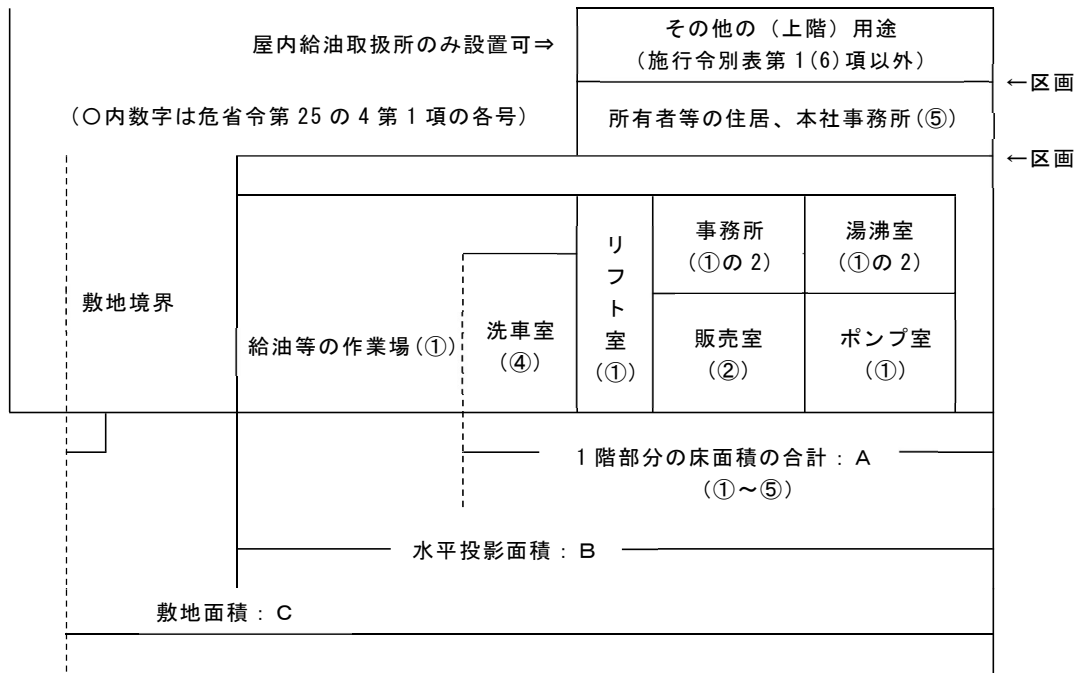 その他の(上階)用途
屋内給油取扱所のみ設置可⇒
(施行令別表第1(6)項以外)
←区画
(○内数字は危省令第25の4第1項の各号)
所有者等の住居、本社事務所(⑤)
←区画
リフト室
(①)
事務所
(①の2)
湯沸室
(①の2)
敷地境界
給油等の作業場(①)
洗車室
(④)
販売室
(②)
ポンプ室
(①)
1階部分の床面積の合計:A
(①~⑤)
水平投影面積:B
敷地面積:C